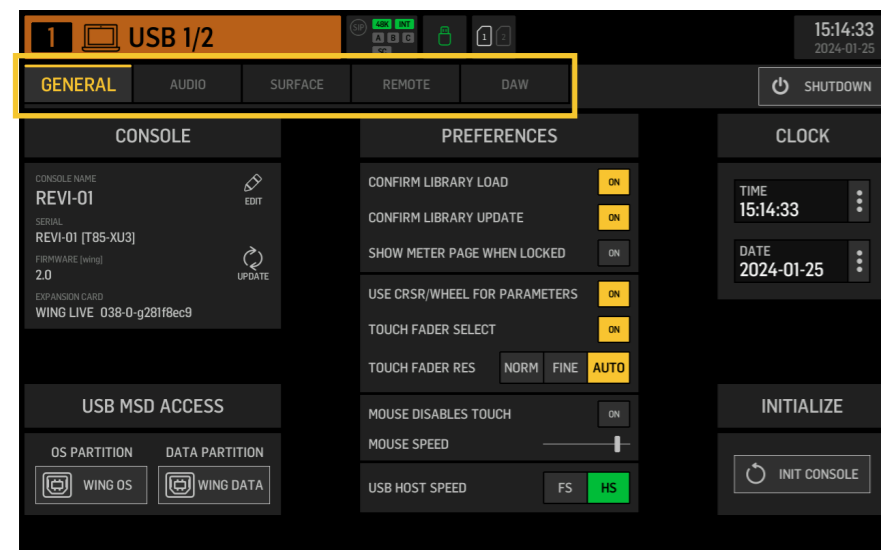 1 USB 1/2
SIP 48K INT
A B C
SC
1 2
15:14:33
2024-01-25
GENERAL AUDIO SURFACE REMOTE DAW
SHUTDOWN
CONSOLE
CONSOLE NAME
REVI-01
EDIT
SERIAL
REVI-01 [T85-XU3]
FIRMWARE [wing]
2.0
UPDATE
EXPANSION CARD
WING LIVE 038-0-g281f8ec9
USB MSD ACCESS
OS PARTITION DATA PARTITION
WING OS WING DATA
PREFERENCES
CONFIRM LIBRARY LOAD ON
CONFIRM LIBRARY UPDATE ON
SHOW METER PAGE WHEN LOCKED ON
USE CRSR/WHEEL FOR PARAMETERS ON
TOUCH FADER SELECT ON
TOUCH FADER RES NORM FINE AUTO
MOUSE DISABLES TOUCH ON
MOUSE SPEED
USB HOST SPEED FS HS
CLOCK
TIME
15:14:33
DATE
2024-01-25
INITIALIZE
INIT CONSOLE